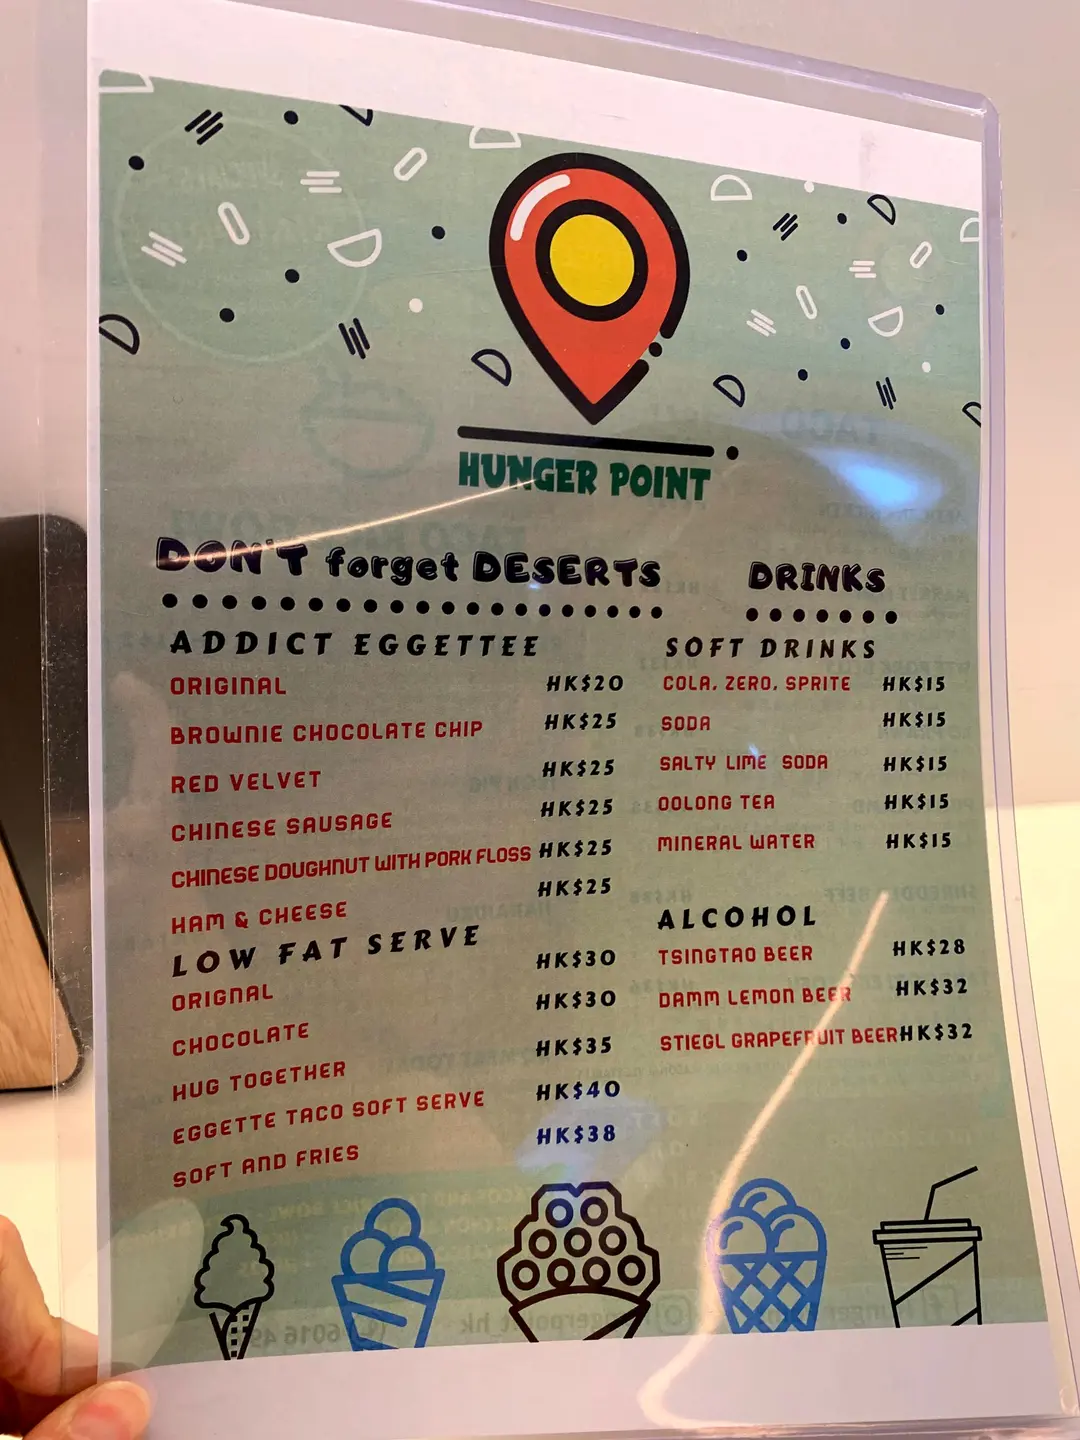 HUNGER POINT
DON'T forget DESERTS
ADDICT EGGETTEE
ORIGINAL HK$20
BROWNIE CHOCOLATE CHIP HK$25
RED VELVET HK$25
CHINESE SAUSAGE HK$25
CHINESE DOUGHNUT WITH PORK FLOSS HK$25
HAM & CHEESE HK$25
LOW FAT SERVE
ORIGNAL HK$30
CHOCOLATE HK$30
HUG TOGETHER HK$35
EGGETTE TACO SOFT SERVE HK$40
SOFT AND FRIES HK$38
DRINKS
SOFT DRINKS
COLA, ZERO, SPRITE HK$15
SODA HK$15
SALTY LIME SODA HK$15
OOLONG TEA HK$15
MINERAL WATER HK$15
ALCOHOL
TSINGTAO BEER HK$28
DAMM LEMON BEER HK$32
STIEGL GRAPEFRUIT BEER HK$32